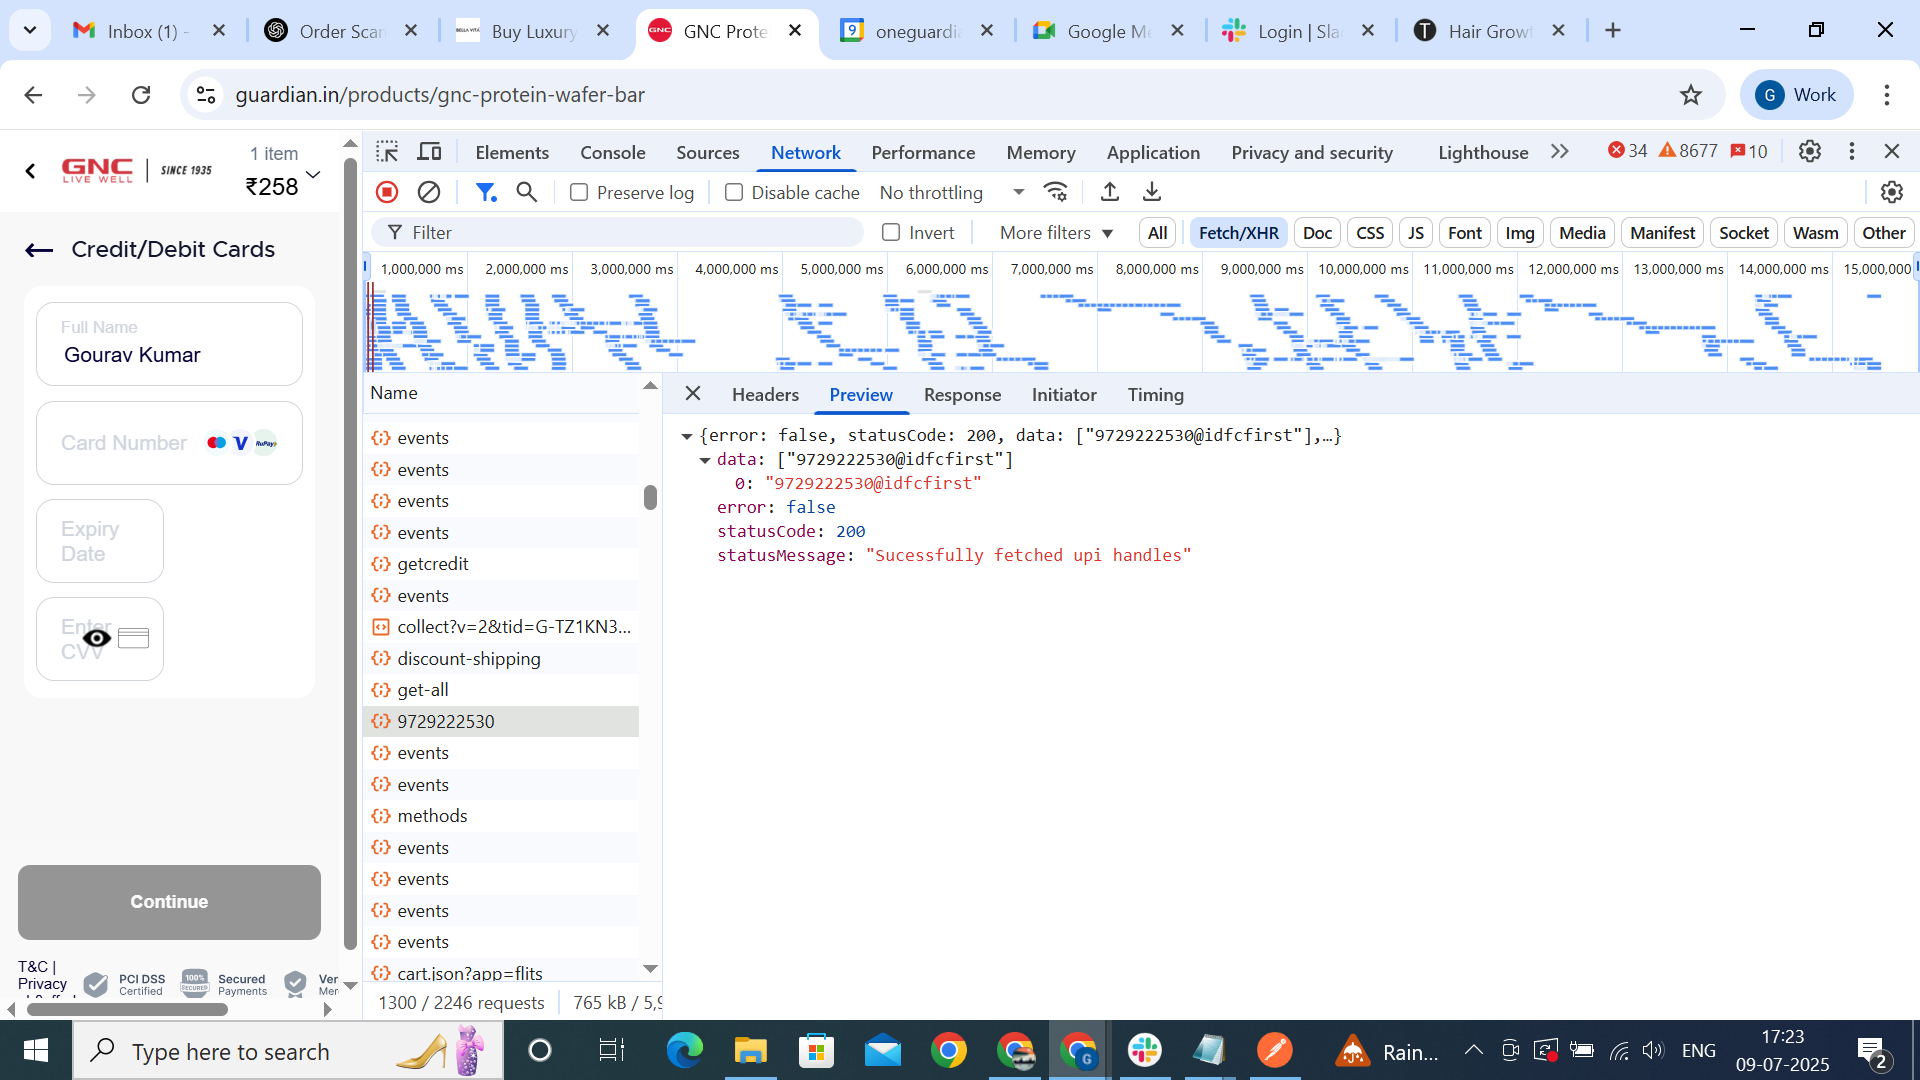 Inbox (1) -
Order Scan
Buy Luxury
GNC Prote
oneguardia
Google Me
Login | Sla
Hair Growt
guardian.in/products/gnc-protein-wafer-bar
G Work
GNC LIVE WELL SINCE 1935
1 item
₹258
Credit/Debit Cards
Full Name
Gourav Kumar
Card Number
RuPay
Expiry Date
Enter CVV
Continue
T&C |
Privacy
PCI DSS Certified
100% SECURED
Secured Payments
Ver
Mer
Elements Console Sources Network Performance Memory Application Privacy and security Lighthouse
34 8677 10
Preserve log Disable cache No throttling
Filter Invert More filters All Fetch/XHR Doc CSS JS Font Img Media Manifest Socket Wasm Other
1,000,000 ms 2,000,000 ms 3,000,000 ms 4,000,000 ms 5,000,000 ms 6,000,000 ms 7,000,000 ms 8,000,000 ms 9,000,000 ms 10,000,000 ms 11,000,000 ms 12,000,000 ms 13,000,000 ms 14,000,000 ms 15,000,000
Name
events
events
events
events
getcredit
events
collect?v=2&tid=G-TZ1KN3...
discount-shipping
get-all
9729222530
events
events
methods
events
events
events
events
cart.json?app=flits
1300 / 2246 requests 765 kB / 5,9
Headers Preview Response Initiator Timing
{error: false, statusCode: 200, data: ["9729222530@idfcfirst"],…}
data: ["9729222530@idfcfirst"]
0: "9729222530@idfcfirst"
error: false
statusCode: 200
statusMessage: "Sucessfully fetched upi handles"
Type here to search
Rain...
ENG
17:23
09-07-2025
2